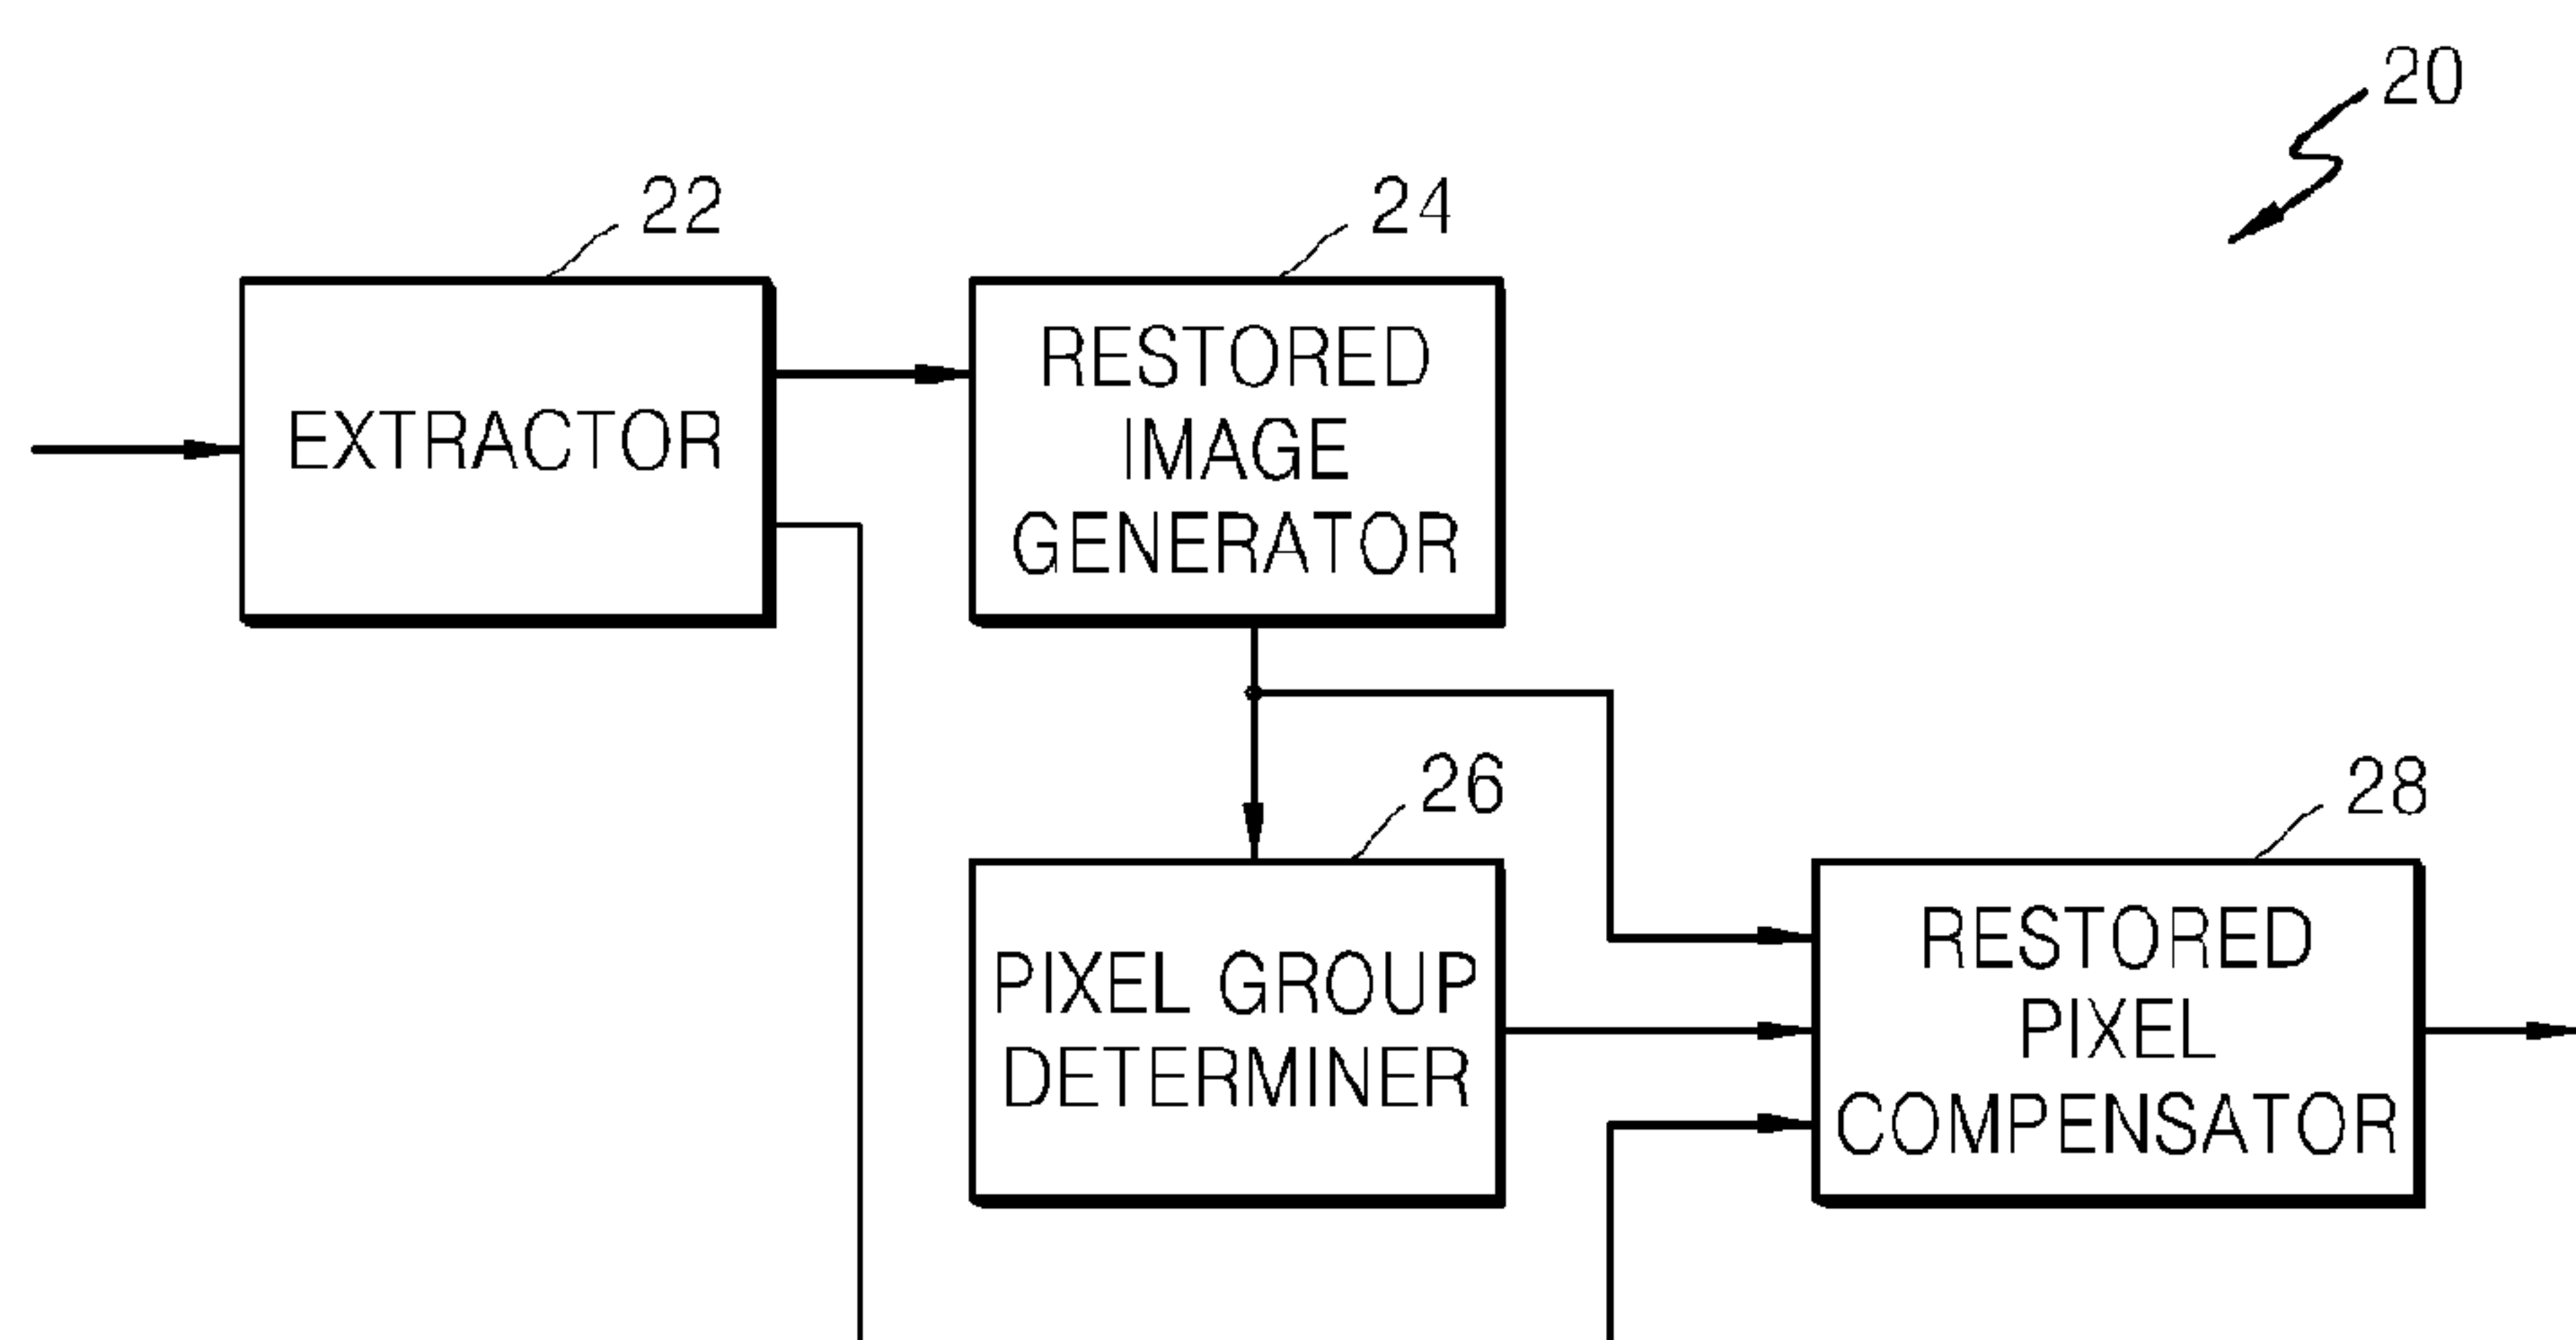 20
22
24
EXTRACTOR
RESTORED
IMAGE
GENERATOR
26
28
PIXEL GROUP
DETERMINER
RESTORED
PIXEL
COMPENSATOR